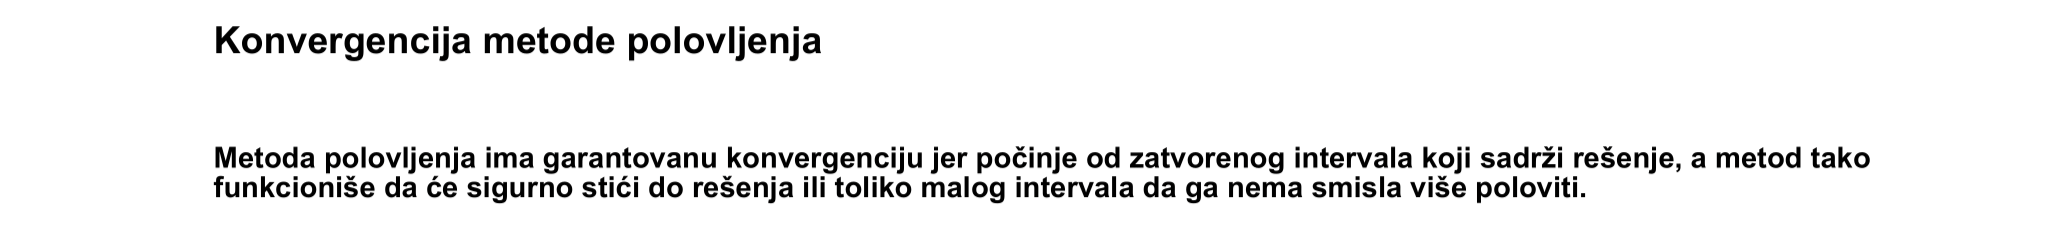 Konvergencija metode polovljenja
Metoda polovljenja ima garantovanu konvergenciju jer počinje od zatvorenog intervala koji sadrži rešenje, a metod tako
funkcioniše da će sigurno stići do rešenja ili toliko malog intervala da ga nema smisla više poloviti.